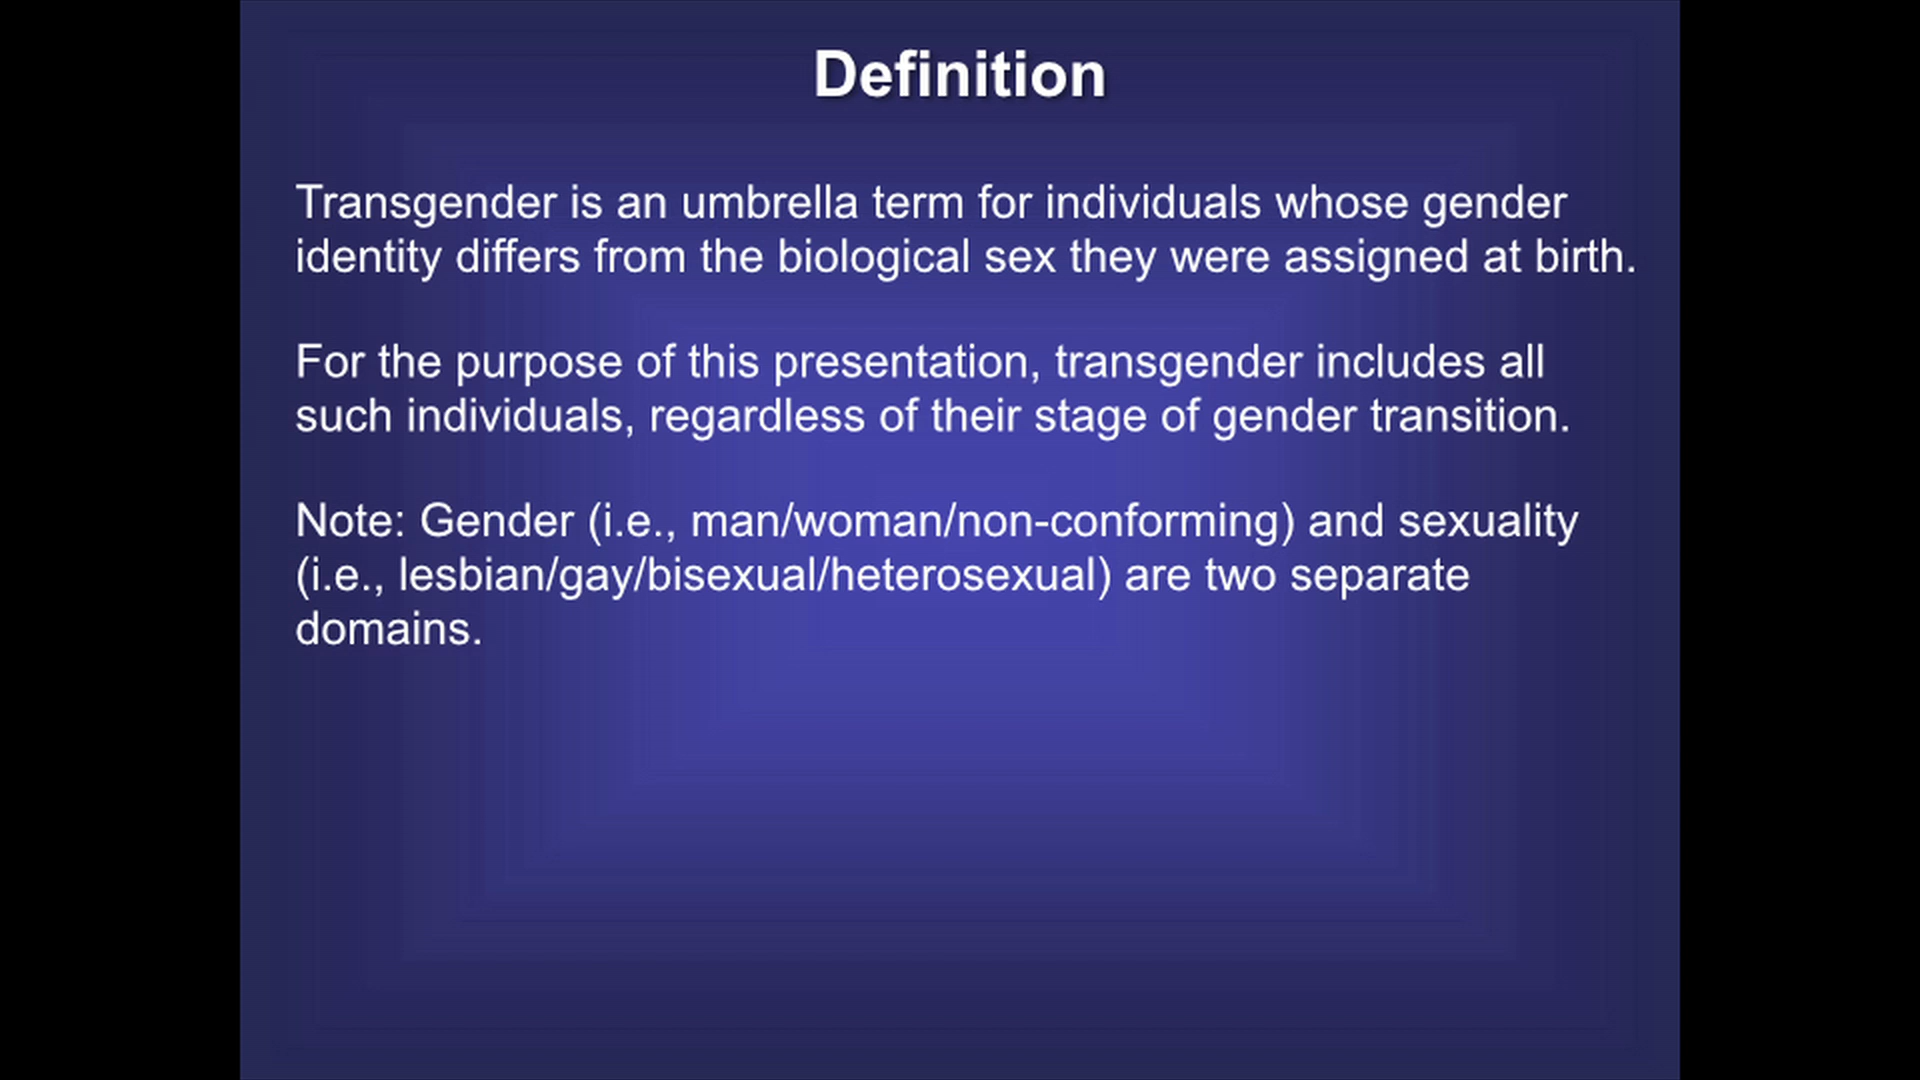 Definition
Transgender is an umbrella term for individuals whose gender
identity differs from the biological sex they were assigned at birth.
For the purpose of this presentation, transgender includes all
such individuals, regardless of their stage of gender transition.
Note: Gender (i.e., man/woman/non-conforming) and sexuality
(i.e., lesbian/gay/bisexual/heterosexual) are two separate
domains.